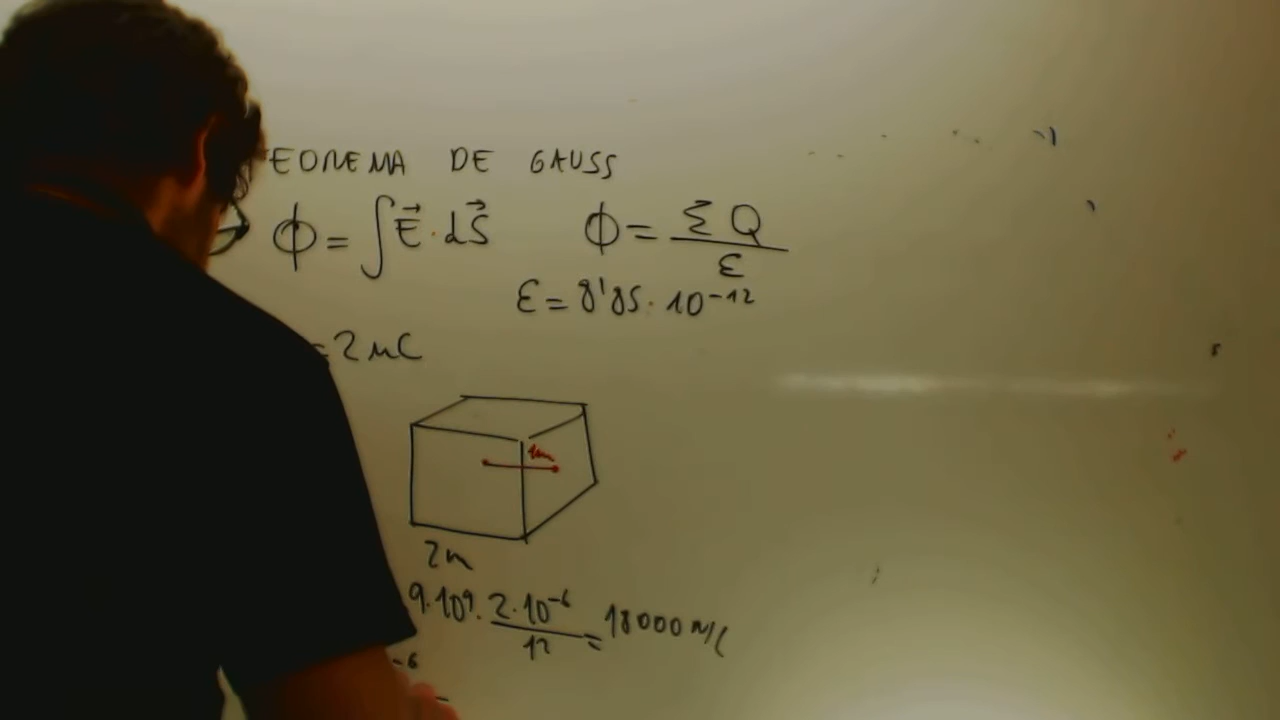 EOREMA DE GAUSS
ϕ = ∫E⃗ · dS⃗ ϕ = Σ Q / ε
ε = 8'85 · 10⁻¹²
= 2 μC
1m
2m
9·10⁹ · 2·10⁻⁶ / 1² = 18000 N/C
-6